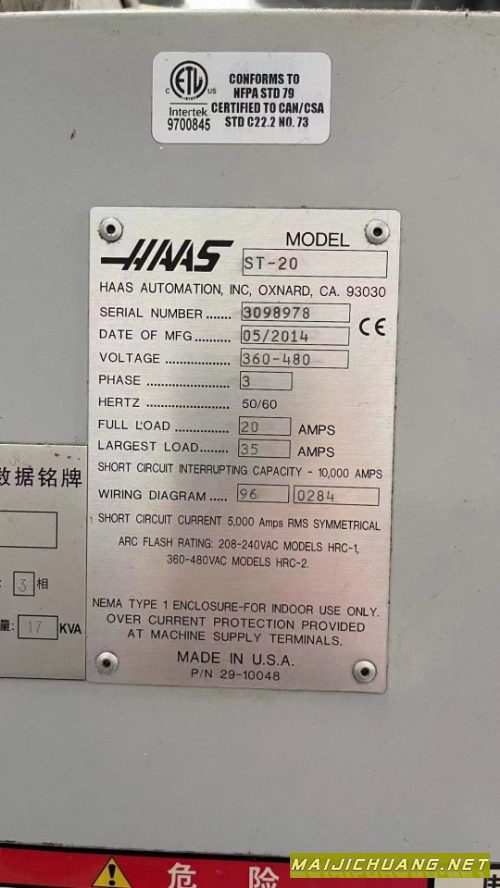 ETL
C US
Intertek
9700845
CONFORMS TO
NFPA STD 79
CERTIFIED TO CAN/CSA
STD C22.2 NO. 73
HAAS
MODEL
ST-20
HAAS AUTOMATION, INC, OXNARD, CA. 93030
SERIAL NUMBER ...... 3098978
CE
DATE OF MFG .......... 05/2014
VOLTAGE ................. 360-480
PHASE ..................... 3
HERTZ ..................... 50/60
FULL LOAD ............. 20 AMPS
LARGEST LOAD....... 35 AMPS
SHORT CIRCUIT INTERRUPTING CAPACITY - 10,000 AMPS
WIRING DIAGRAM ..... 96 0284
SHORT CIRCUIT CURRENT 5,000 Amps RMS SYMMETRICAL
ARC FLASH RATING: 208-240VAC MODELS HRC-1,
360-480VAC MODELS HRC-2.
NEMA TYPE 1 ENCLOSURE-FOR INDOOR USE ONLY.
OVER CURRENT PROTECTION PROVIDED
AT MACHINE SUPPLY TERMINALS.
MADE IN U.S.A.
P/N 29-10048
数据铭牌
: 3 相
量: 17 KVA
危险
MAIJICHUANG.NET